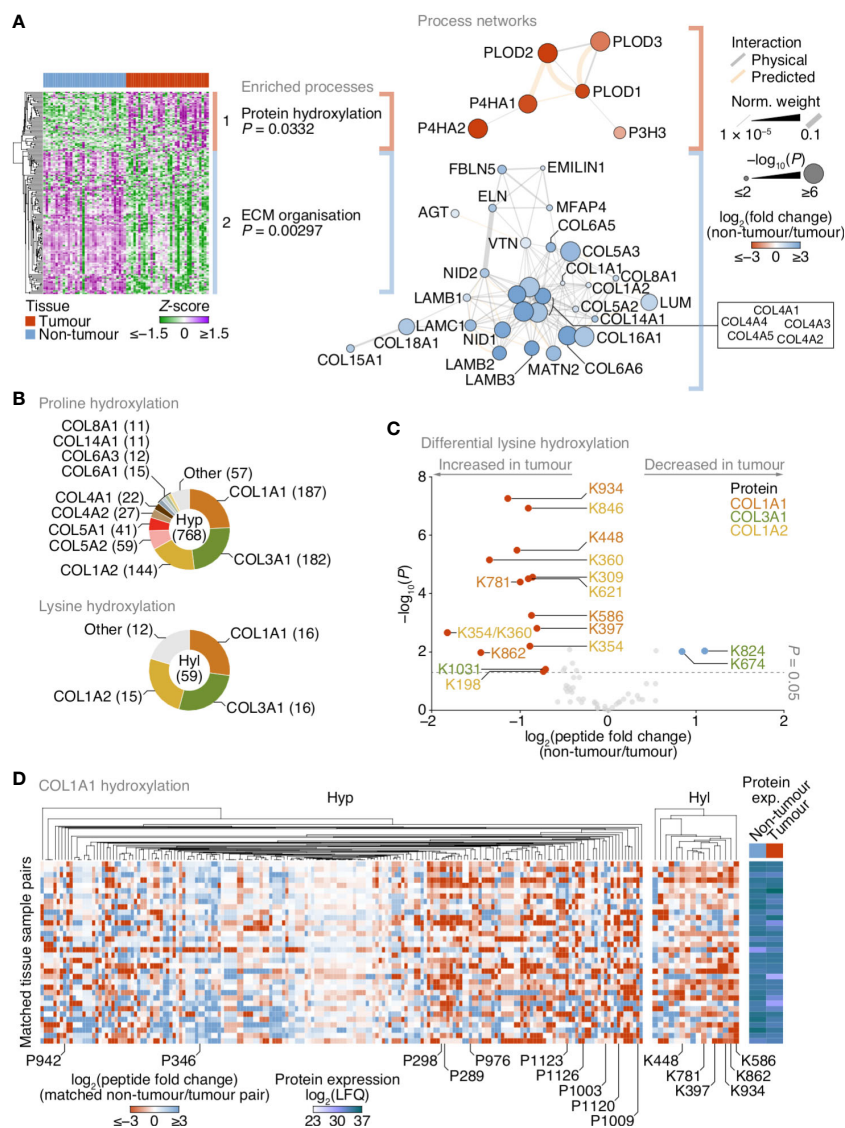 A
Enriched processes
1
Protein hydroxylation
P = 0.0332
2
ECM organisation
P = 0.00297
Tissue
Tumour
Non-tumour
Z-score
≤−1.5 0 ≥1.5
Process networks
PLOD2
PLOD3
PLOD1
P4HA1
P4HA2
P3H3
FBLN5
EMILIN1
ELN
AGT
MFAP4
COL6A5
VTN
COL5A3
COL1A1
NID2
COL8A1
COL1A2
LAMB1
COL5A2
LUM
LAMC1
COL14A1
COL18A1
NID1
COL16A1
COL15A1
LAMB2
LAMB3
MATN2
COL6A6
COL4A1
COL4A4
COL4A3
COL4A5
COL4A2
Interaction
Physical
Predicted
Norm. weight
1 × 10⁻⁵ 0.1
−log₁₀(P)
≤2 ≥6
log₂(fold change)
(non-tumour/tumour)
≤−3 0 ≥3
B
Proline hydroxylation
COL8A1 (11)
COL14A1 (11)
COL6A3 (12)
COL6A1 (15)
COL4A1 (22)
COL4A2 (27)
COL5A1 (41)
COL5A2 (59)
COL1A2 (144)
Other (57)
COL1A1 (187)
COL3A1 (182)
Hyp
(768)
Lysine hydroxylation
Other (12)
COL1A1 (16)
COL1A2 (15)
COL3A1 (16)
Hyl
(59)
C
Differential lysine hydroxylation
Increased in tumour
Decreased in tumour
Protein
COL1A1
COL3A1
COL1A2
8
6
4
2
0
−log₁₀(P)
K934
K846
K448
K360
K309
K781
K621
K586
K397
K354/K360
K354
K862
K1031
K198
K824
K674
P = 0.05
−2 −1 0 1 2
log₂(peptide fold change)
(non-tumour/tumour)
D
COL1A1 hydroxylation
Hyp
Hyl
Protein
exp.
Non-tumour
Tumour
Matched tissue sample pairs
P942
P346
P298
P289
P976
P1123
P1126
P1003
P1120
P1009
K448
K781
K397
K586
K862
K934
log₂(peptide fold change)
(matched non-tumour/tumour pair)
≤−3 0 ≥3
Protein expression
log₂(LFQ)
23 30 37